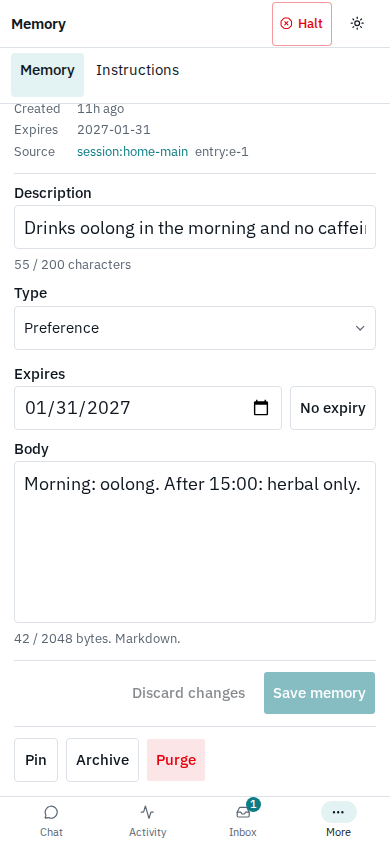 Memory
Halt
Memory Instructions
Created 11h ago
Expires 2027-01-31
Source session:home-main entry:e-1
Description
Drinks oolong in the morning and no
55 / 200 characters
Type
Preference
Expires
01/31/2027
No expiry
Body
Morning: oolong. After 15:00: herbal only.
42 / 2048 bytes. Markdown.
Discard changes Save memory
Pin Archive Purge
1
Chat Activity Inbox More